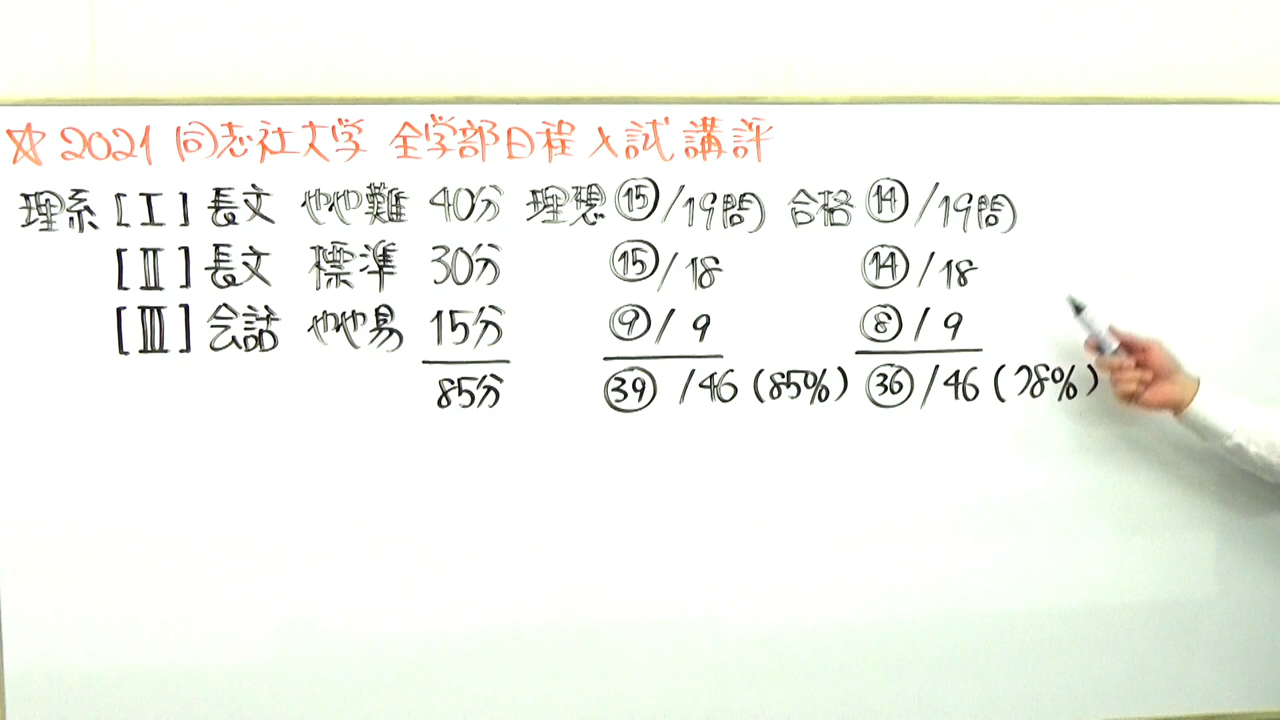 ☆ 2021 同志社大学 全学部日程入試講評
理系 [Ⅰ] 長文 やや難 40分 理想 ⑮/19問 合格 ⑭/19問
[Ⅱ] 長文 標準 30分 ⑮/18 ⑭/18
[Ⅲ] 会話 やや易 15分 ⑨/9 ⑧/9
85分 ㊴/46 (85%) ㊱/46 (78%)